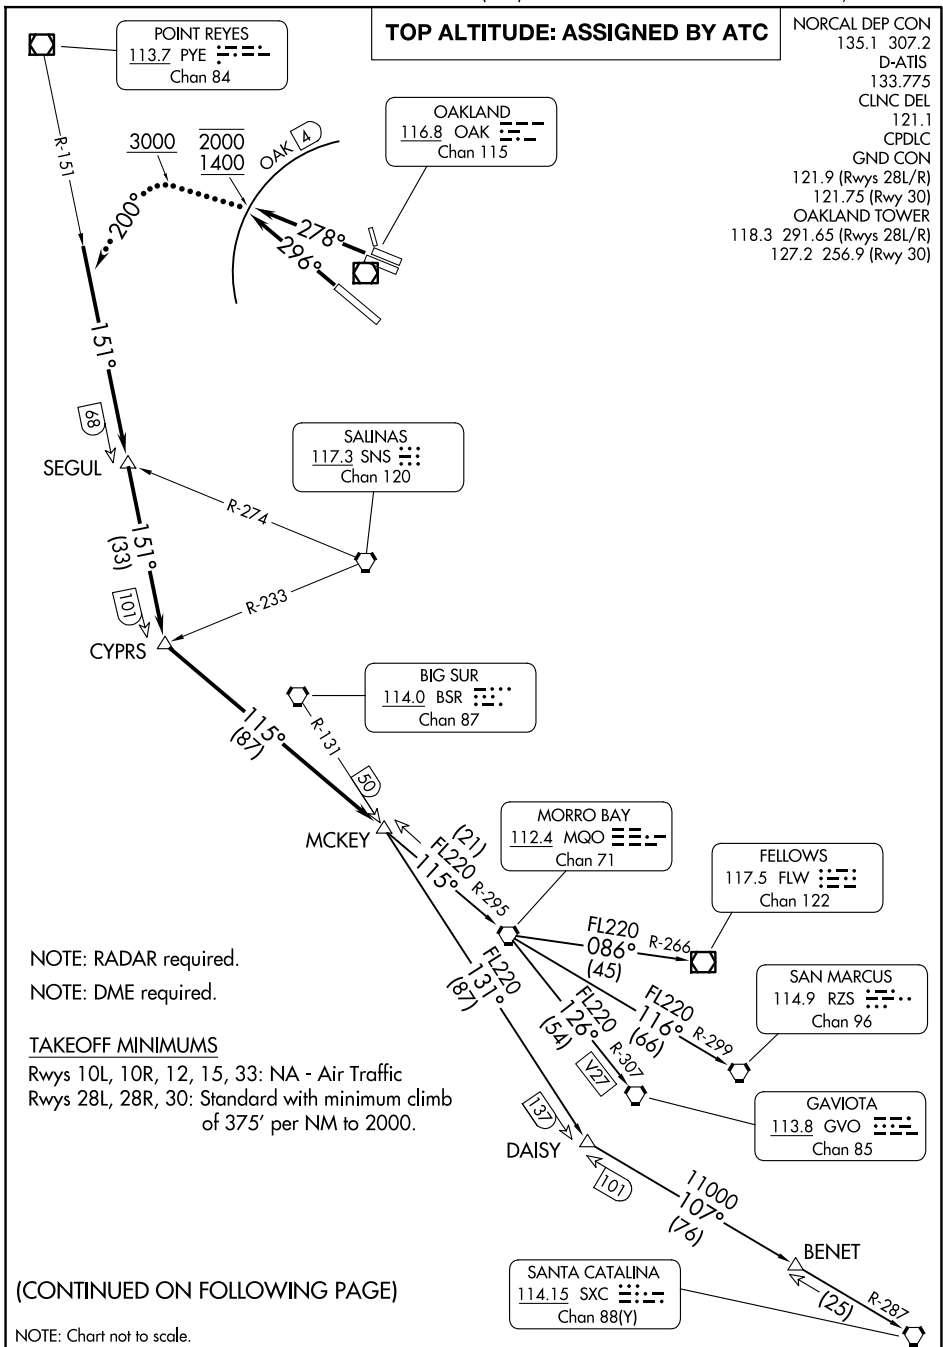 TOP ALTITUDE: ASSIGNED BY ATC
NORCAL DEP CON
135.1 307.2
D-ATIS
133.775
CLNC DEL
121.1
CPDLC
GND CON
121.9 (Rwys 28L/R)
121.75 (Rwy 30)
OAKLAND TOWER
118.3 291.65 (Rwys 28L/R)
127.2 256.9 (Rwy 30)
POINT REYES
113.7 PYE
Chan 84
OAKLAND
116.8 OAK
Chan 115
R-151
3000
2000
1400
OAK 4
200°
278°
296°
151°
68
SEGUL
SALINAS
117.3 SNS
Chan 120
R-274
151°
(33)
R-233
101
CYPRS
BIG SUR
114.0 BSR
Chan 87
115°
(87)
R-131
50
MCKEY
(21)
FL220
115°
R-295
MORRO BAY
112.4 MQO
Chan 71
FELLOWS
117.5 FLW
Chan 122
FL220
086°
(45)
R-266
FL220
131°
(87)
FL220
126°
(54)
R-307
V27
FL220
116°
(66)
R-299
SAN MARCUS
114.9 RZS
Chan 96
GAVIOTA
113.8 GVO
Chan 85
NOTE: RADAR required.
NOTE: DME required.
TAKEOFF MINIMUMS
Rwys 10L, 10R, 12, 15, 33: NA - Air Traffic
Rwys 28L, 28R, 30: Standard with minimum climb
of 375' per NM to 2000.
137
DAISY
101
11000
107°
(76)
BENET
(25)
R-287
SANTA CATALINA
114.15 SXC
Chan 88(Y)
(CONTINUED ON FOLLOWING PAGE)
NOTE: Chart not to scale.